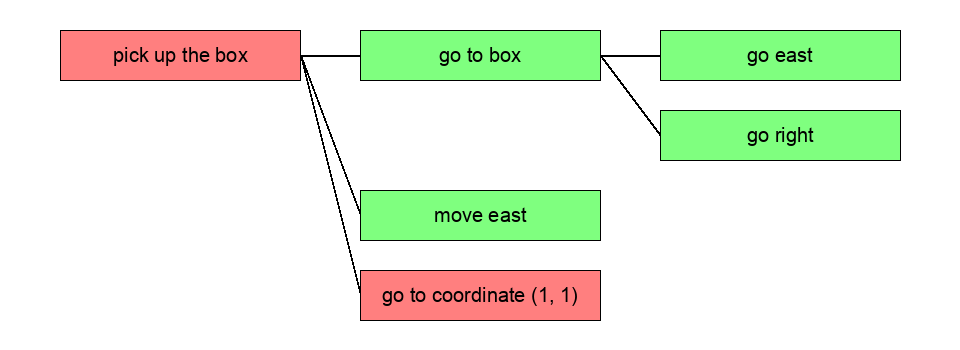 pick up the box
go to box
go east
go right
move east
go to coordinate (1, 1)